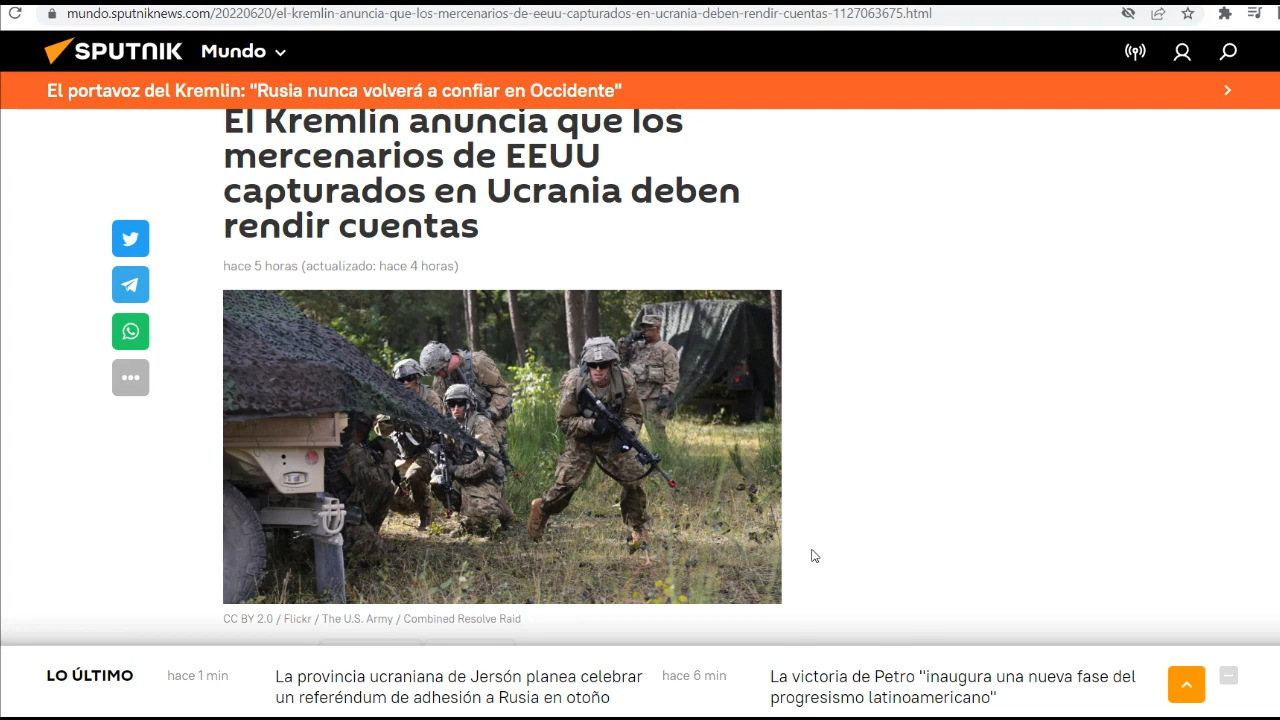 mundo.sputniknews.com/20220620/el-kremlin-anuncia-que-los-mercenarios-de-eeuu-capturados-en-ucrania-deben-rendir-cuentas-1127063675.html
SPUTNIK Mundo
El portavoz del Kremlin: "Rusia nunca volverá a confiar en Occidente"
El Kremlin anuncia que los
mercenarios de EEUU
capturados en Ucrania deben
rendir cuentas
hace 5 horas (actualizado: hace 4 horas)
CC BY 2.0 / Flickr / The U.S. Army / Combined Resolve Raid
LO ÚLTIMO
hace 1 min
La provincia ucraniana de Jersón planea celebrar
un referéndum de adhesión a Rusia en otoño
hace 6 min
La victoria de Petro "inaugura una nueva fase del
progresismo latinoamericano"